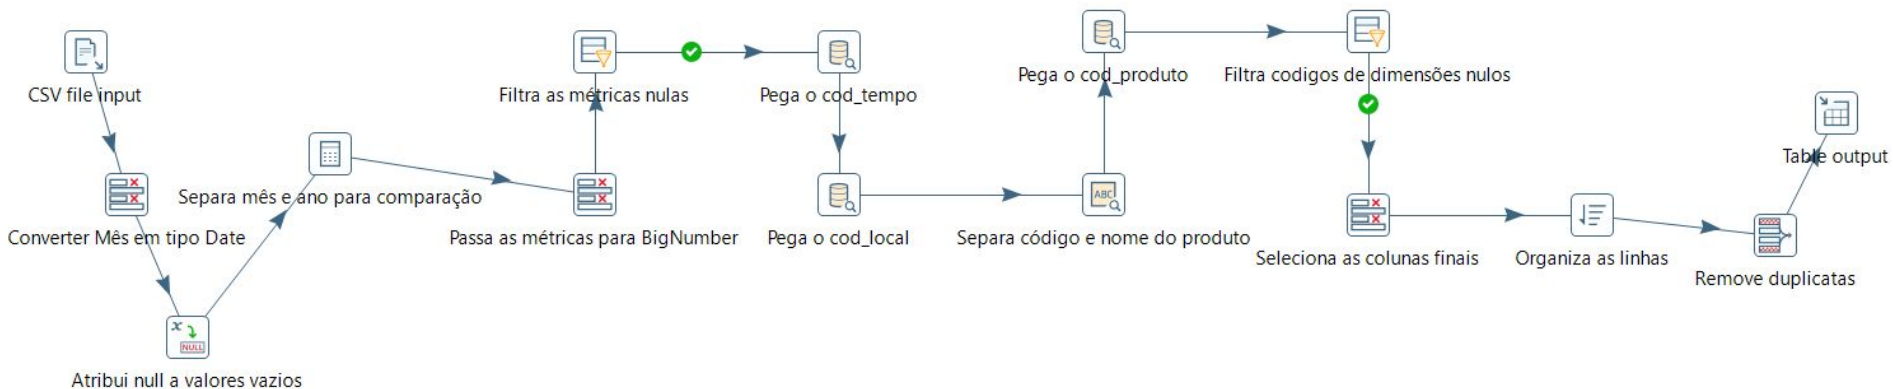 CSV file input
Converter Mês em tipo Date
Atribui null a valores vazios
x
NULL
Separa mês e ano para comparação
Passa as métricas para BigNumber
Filtra as métricas nulas
Pega o cod_tempo
Pega o cod_local
Separa código e nome do produto
ABC
Pega o cod_produto
Filtra codigos de dimensões nulos
Seleciona as colunas finais
Organiza as linhas
Remove duplicatas
Table output